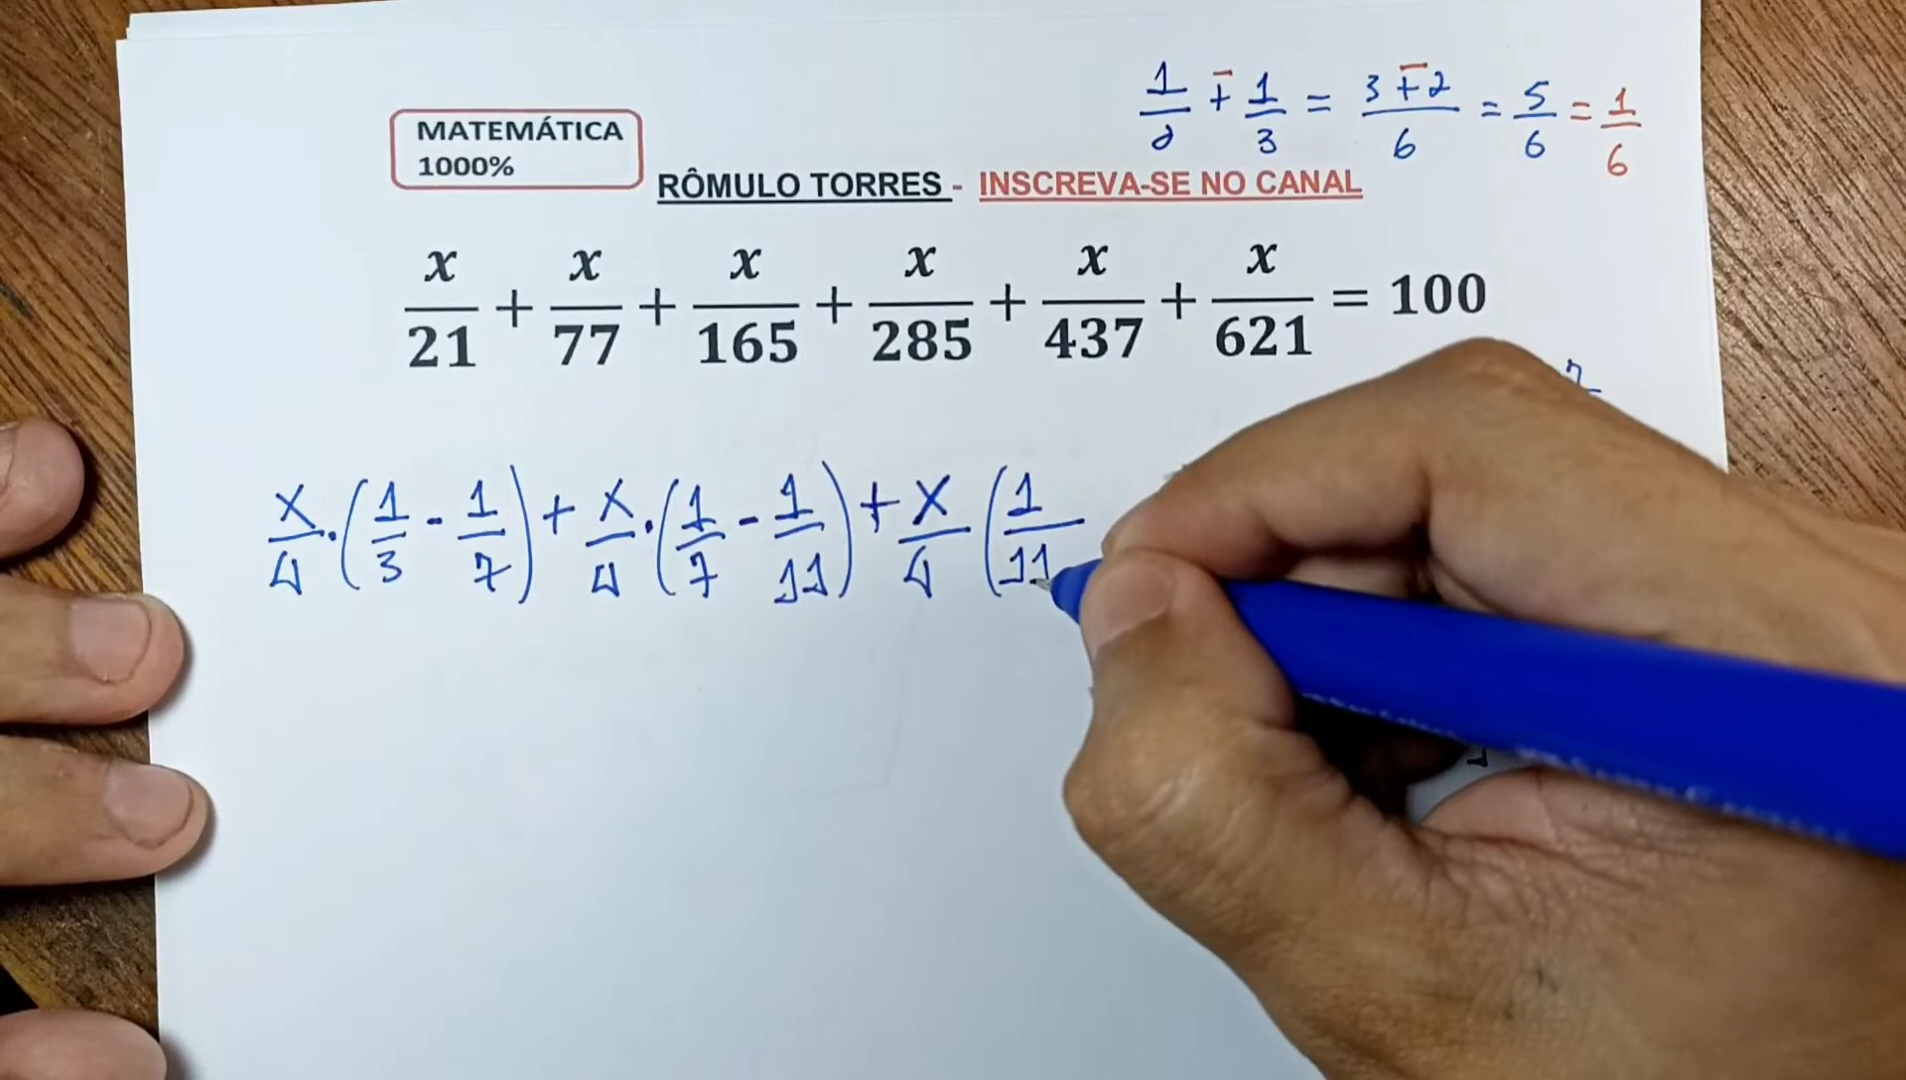 1/2 ∓ 1/3 = 3∓2/6 = 5/6 = 1/6
MATEMÁTICA
1000%
RÔMULO TORRES - INSCREVA-SE NO CANAL
x/21 + x/77 + x/165 + x/285 + x/437 + x/621 = 100
x/4 . (1/3 - 1/7) + x/4 . (1/7 - 1/11) + x/4 (1/11